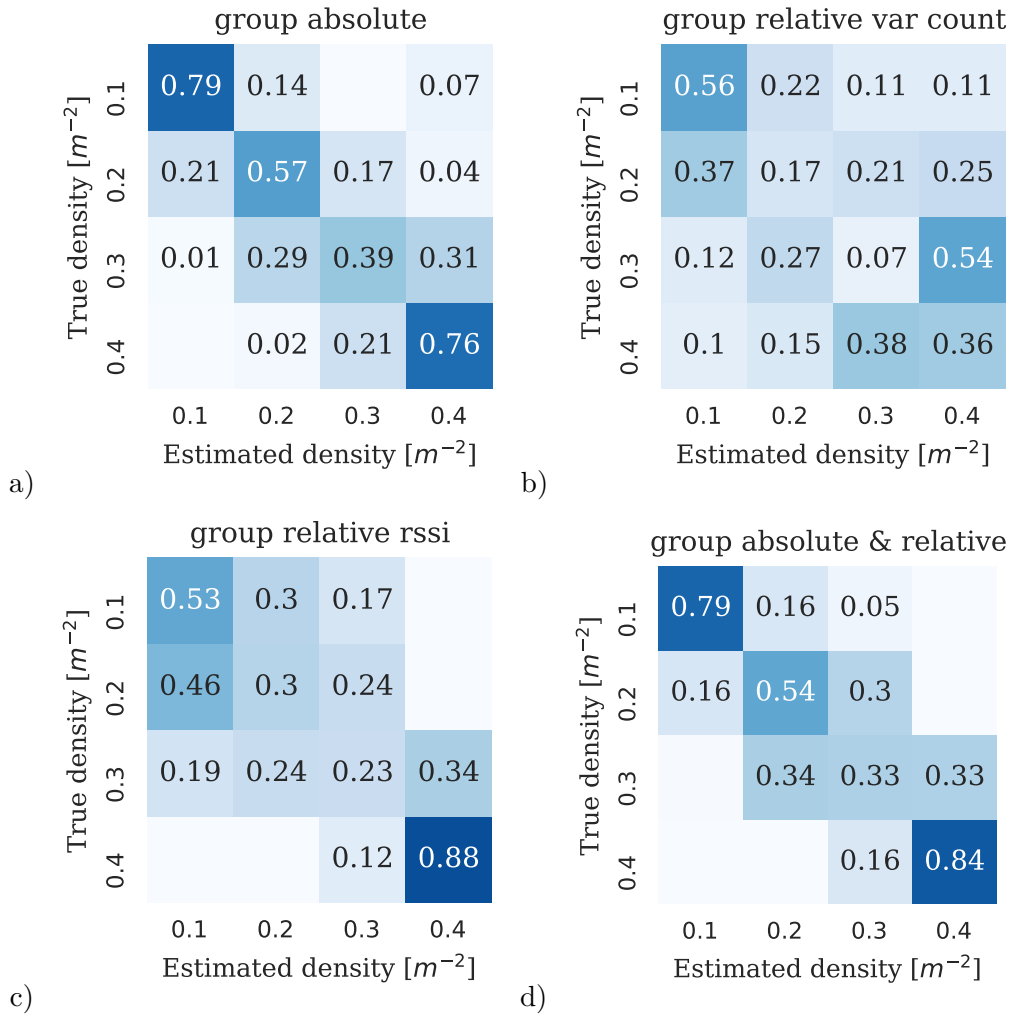 group absolute
True density [m⁻²]
0.1 0.79 0.14 0.07
0.2 0.21 0.57 0.17 0.04
0.3 0.01 0.29 0.39 0.31
0.4 0.02 0.21 0.76
0.1 0.2 0.3 0.4
Estimated density [m⁻²]
a)
group relative var count
True density [m⁻²]
0.1 0.56 0.22 0.11 0.11
0.2 0.37 0.17 0.21 0.25
0.3 0.12 0.27 0.07 0.54
0.4 0.1 0.15 0.38 0.36
0.1 0.2 0.3 0.4
Estimated density [m⁻²]
b)
group relative rssi
True density [m⁻²]
0.1 0.53 0.3 0.17
0.2 0.46 0.3 0.24
0.3 0.19 0.24 0.23 0.34
0.4 0.12 0.88
0.1 0.2 0.3 0.4
Estimated density [m⁻²]
c)
group absolute & relative
True density [m⁻²]
0.1 0.79 0.16 0.05
0.2 0.16 0.54 0.3
0.3 0.34 0.33 0.33
0.4 0.16 0.84
0.1 0.2 0.3 0.4
Estimated density [m⁻²]
d)